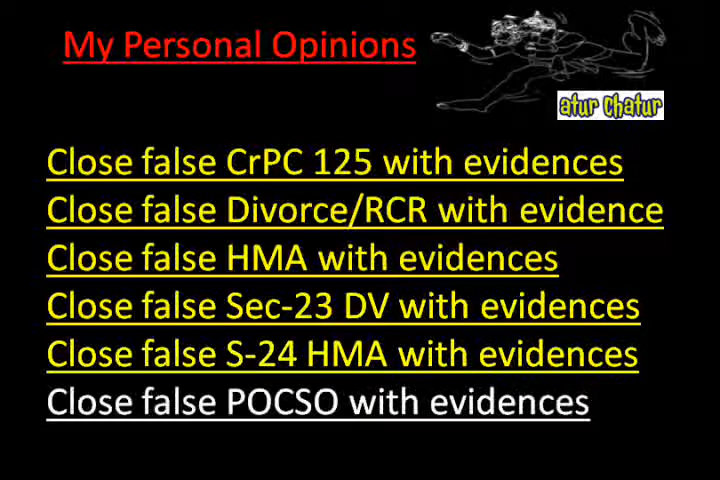 My Personal Opinions
atur chatur
Close false CrPC 125 with evidences
Close false Divorce/RCR with evidence
Close false HMA with evidences
Close false Sec-23 DV with evidences
Close false S-24 HMA with evidences
Close false POCSO with evidences